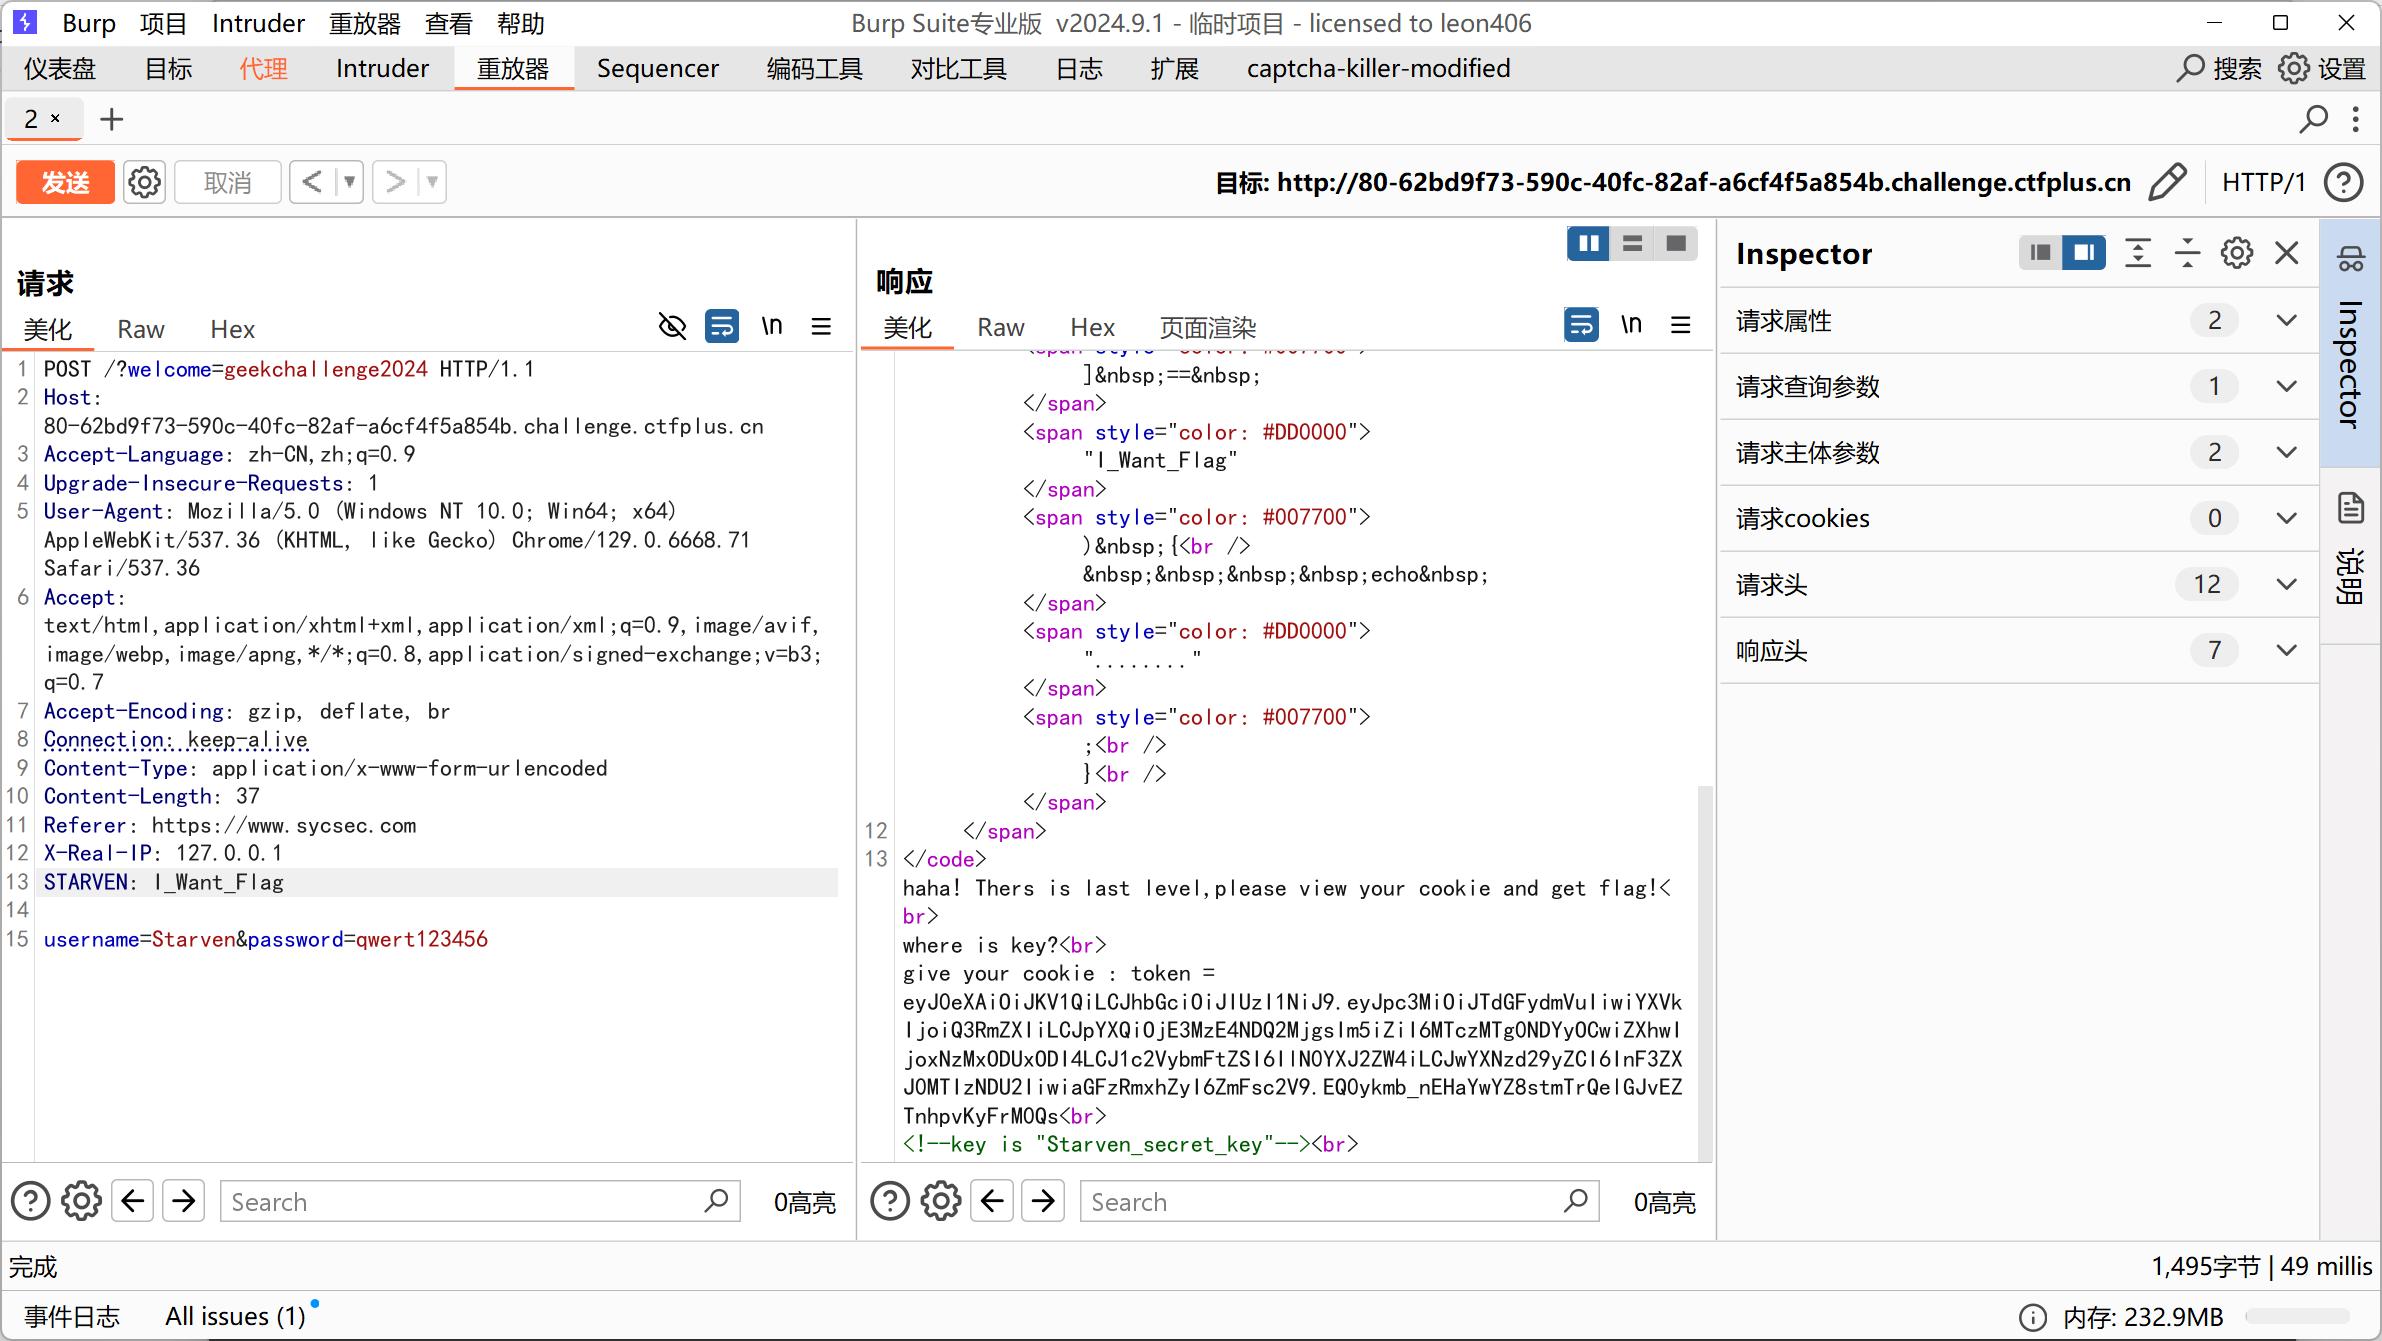 Burp 项目 Intruder 重放器 查看 帮助
Burp Suite专业版 v2024.9.1 - 临时项目 - licensed to leon406
仪表盘 目标 代理 Intruder 重放器 Sequencer 编码工具 对比工具 日志 扩展 captcha-killer-modified
搜索 设置
2 × +
发送 取消 < >
目标: http://80-62bd9f73-590c-40fc-82af-a6cf4f5a854b.challenge.ctfplus.cn HTTP/1
请求
美化 Raw Hex \n
1 POST /?welcome=geekchallenge2024 HTTP/1.1
2 Host:
80-62bd9f73-590c-40fc-82af-a6cf4f5a854b.challenge.ctfplus.cn
3 Accept-Language: zh-CN,zh;q=0.9
4 Upgrade-Insecure-Requests: 1
5 User-Agent: Mozilla/5.0 (Windows NT 10.0; Win64; x64)
AppleWebKit/537.36 (KHTML, like Gecko) Chrome/129.0.6668.71
Safari/537.36
6 Accept:
text/html,application/xhtml+xml,application/xml;q=0.9,image/avif,
image/webp,image/apng,*/*;q=0.8,application/signed-exchange;v=b3;
q=0.7
7 Accept-Encoding: gzip, deflate, br
8 Connection: keep-alive
9 Content-Type: application/x-www-form-urlencoded
10 Content-Length: 37
11 Referer: https://www.sycsec.com
12 X-Real-IP: 127.0.0.1
13 STARVEN: I_Want_Flag
14
15 username=Starven&password=qwert123456
Search
0高亮
响应
美化 Raw Hex 页面渲染 \n
<span style="color: #007700">
]&nbsp;==&nbsp;
</span>
<span style="color: #DD0000">
"I_Want_Flag"
</span>
<span style="color: #007700">
)&nbsp;{<br />
&nbsp;&nbsp;&nbsp;&nbsp;echo&nbsp;
</span>
<span style="color: #DD0000">
"........"
</span>
<span style="color: #007700">
;<br />
}<br />
</span>
12 </span>
13 </code>
haha! Thers is last level,please view your cookie and get flag!<
br>
where is key?<br>
give your cookie : token =
eyJ0eXAiOiJKV1QiLCJhbGciOiJIUzI1NiJ9.eyJpc3MiOiJTdGFydmVuIiwiYXVk
IjoiQ3RmZXIiLCJpYXQiOjE3MzE4NDQ2MjgsIm5iZiI6MTczMTg0NDYyOCwiZXhwI
joxNzMxODUxODI4LCJ1c2VybmFtZSI6IlN0YXJ2ZW4iLCJwYXNzd29yZCI6InF3ZX
J0MTIzNDU2IiwiaGFzRmxhZyI6ZmFsc2V9.EQ0ykmb_nEHaYwYZ8stmTrQelGJvEZ
TnhpvKyFrM0Qs<br>
<!--key is "Starven_secret_key"--><br>
Search
0高亮
Inspector
请求属性 2
请求查询参数 1
请求主体参数 2
请求cookies 0
请求头 12
响应头 7
Inspector
说明
完成
1,495字节 | 49 millis
事件日志 All issues (1)
内存: 232.9MB